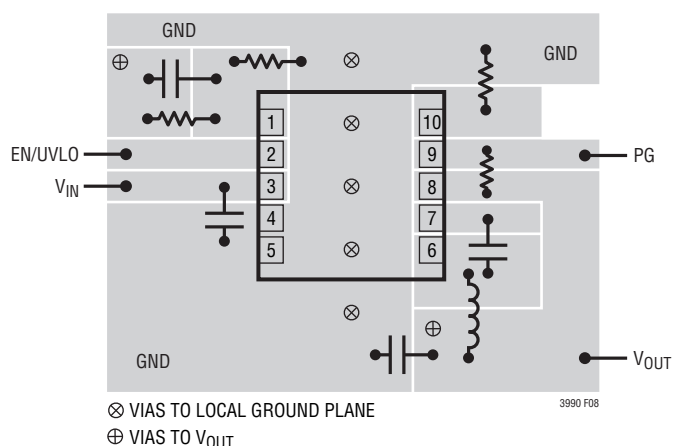 GND
GND
1
10
EN/UVLO
2
9
PG
VIN
3
8
4
7
5
6
GND
VOUT
3990 F08
⊗ VIAS TO LOCAL GROUND PLANE
⊕ VIAS TO VOUT